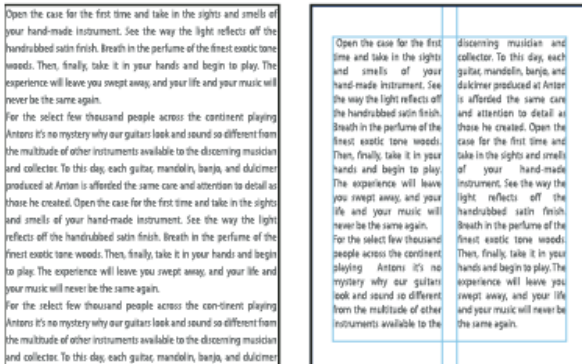 Open the case for the first time and take in the sights and smells of
your hand-made instrument. See the way the light reflects off the
handrubbed satin finish. Breath in the perfume of the finest exotic tone
woods. Then, finally, take it in your hands and begin to play. The
experience will leave you swept away, and your life and your music will
never be the same again.
For the select few thousand people across the continent playing
Antons it's no mystery why our guitars look and sound so different from
the multitude of other instruments available to the discerning musician
and collector. To this day, each guitar, mandolin, banjo, and dulcimer
produced at Anton is afforded the same care and attention to detail as
those he created. Open the case for the first time and take in the sights
and smells of your hand-made instrument. See the way the light
reflects off the handrubbed satin finish. Breath in the perfume of the
finest exotic tone woods. Then, finally, take it in your hands and begin
to play. The experience will leave you swept away, and your life and
your music will never be the same again.
For the select few thousand people across the con-tinent playing
Antons it's no mystery why our guitars look and sound so different from
the multitude of other instruments available to the discerning musician
and collector. To this day, each guitar, mandolin, banjo, and dulcimer
Open the case for the first
time and take in the sights
and smells of your
hand-made instrument. See
the way the light reflects off
the handrubbed satin finish.
Breath in the perfume of the
finest exotic tone woods.
Then, finally, take it in your
hands and begin to play.
The experience will leave
you swept away, and your
life and your music will
never be the same again.
For the select few thousand
people across the continent
playing Antons it's no
mystery why our guitars
look and sound so different
from the multitude of other
instruments available to the
discerning musician and
collector. To this day, each
guitar, mandolin, banjo, and
dulcimer produced at Anton
is afforded the same care
and attention to detail as
those he created. Open the
case for the first time and
take in the sights and smells
of your hand-made
instrument. See the way the
light reflects off the
handrubbed satin finish.
Breath in the perfume of the
finest exotic tone woods.
Then, finally, take it in your
hands and begin to play. The
experience will leave you
swept away, and your life
and your music will never be
the same again.